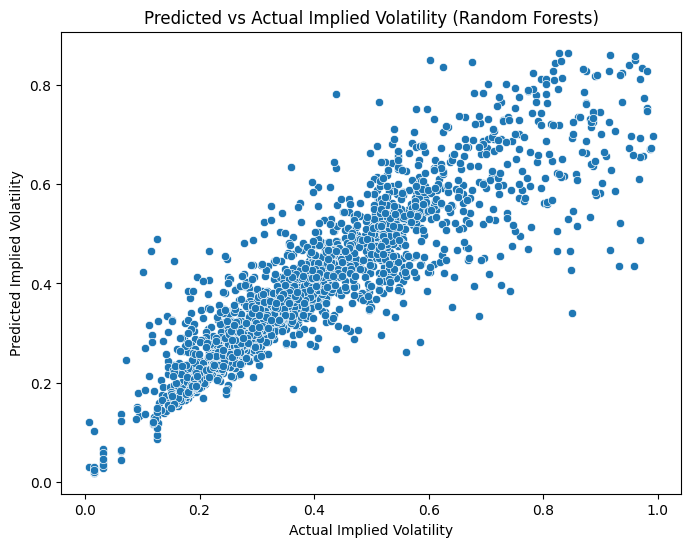 Predicted vs Actual Implied Volatility (Random Forests)
Predicted Implied Volatility
0.8
0.6
0.4
0.2
0.0
0.0 0.2 0.4 0.6 0.8 1.0
Actual Implied Volatility